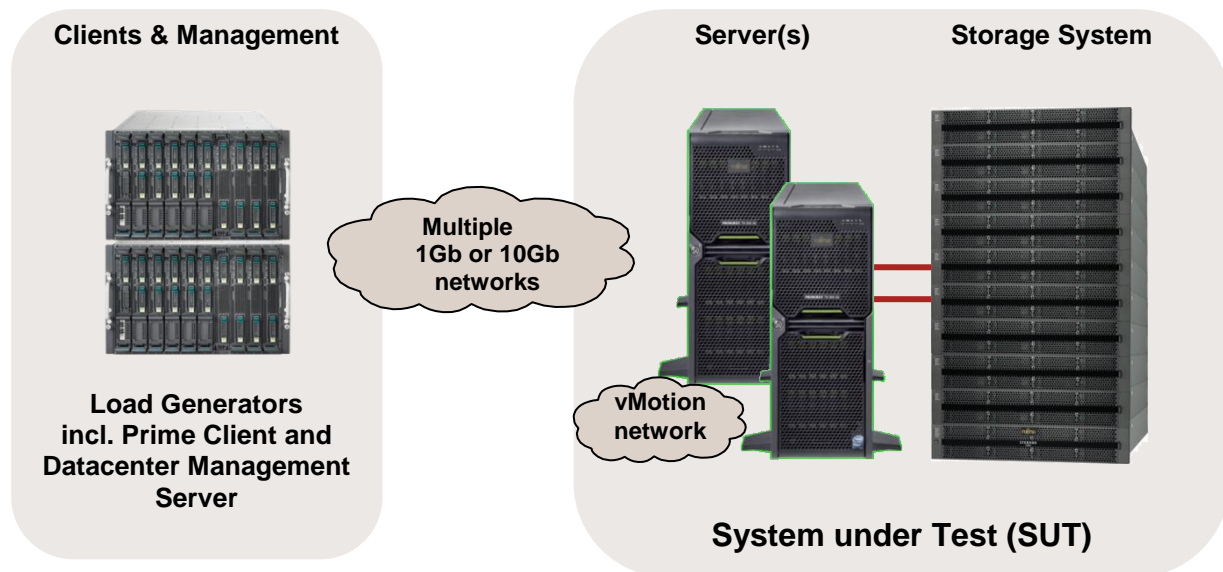 Clients & Management
Load Generators
incl. Prime Client and
Datacenter Management
Server
Multiple
1Gb or 10Gb
networks
Server(s)
Storage System
vMotion
network
System under Test (SUT)